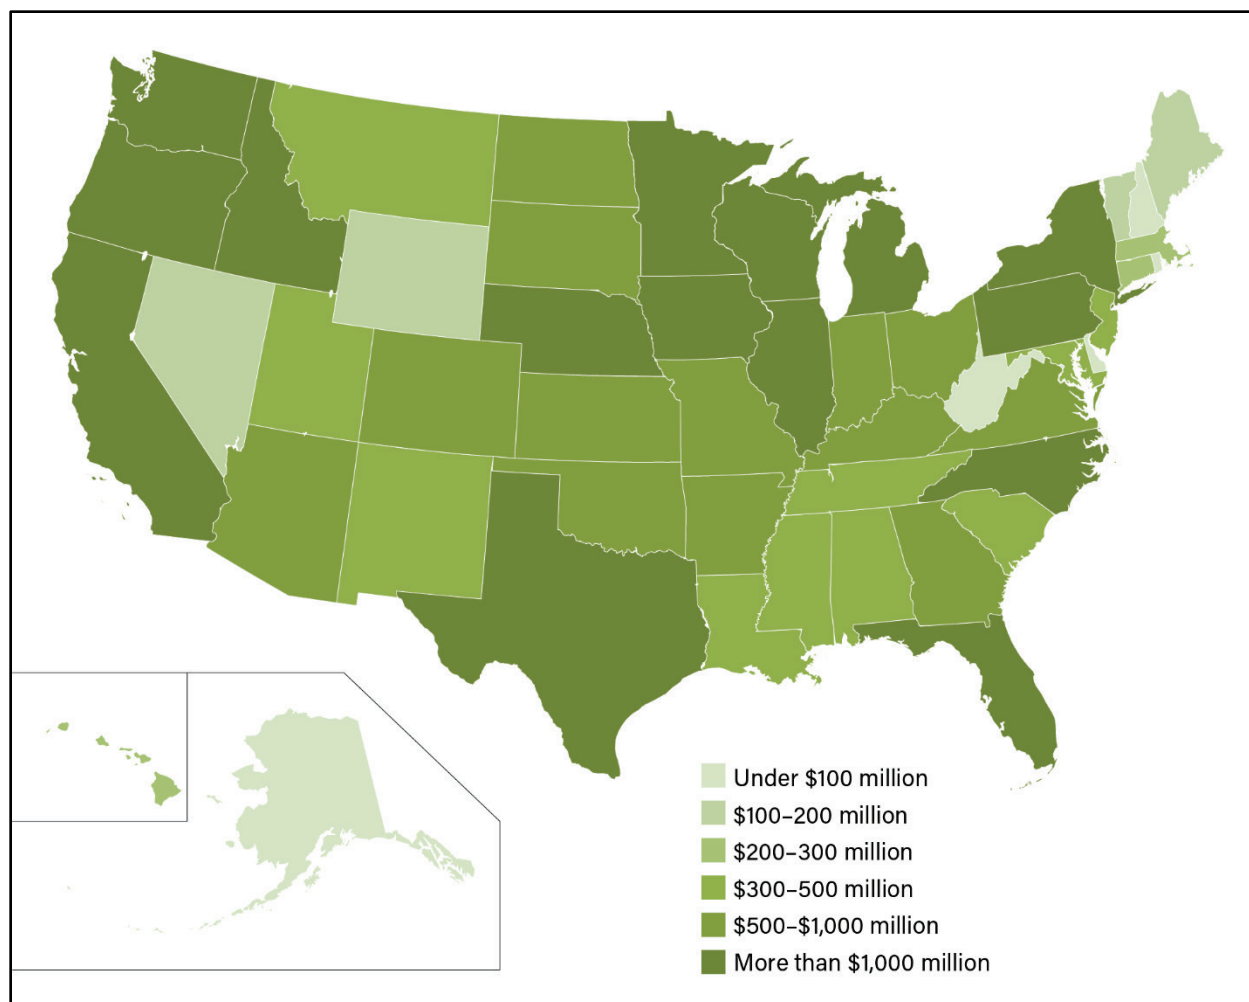 Under $100 million
$100–200 million
$200–300 million
$300–500 million
$500–$1,000 million
More than $1,000 million